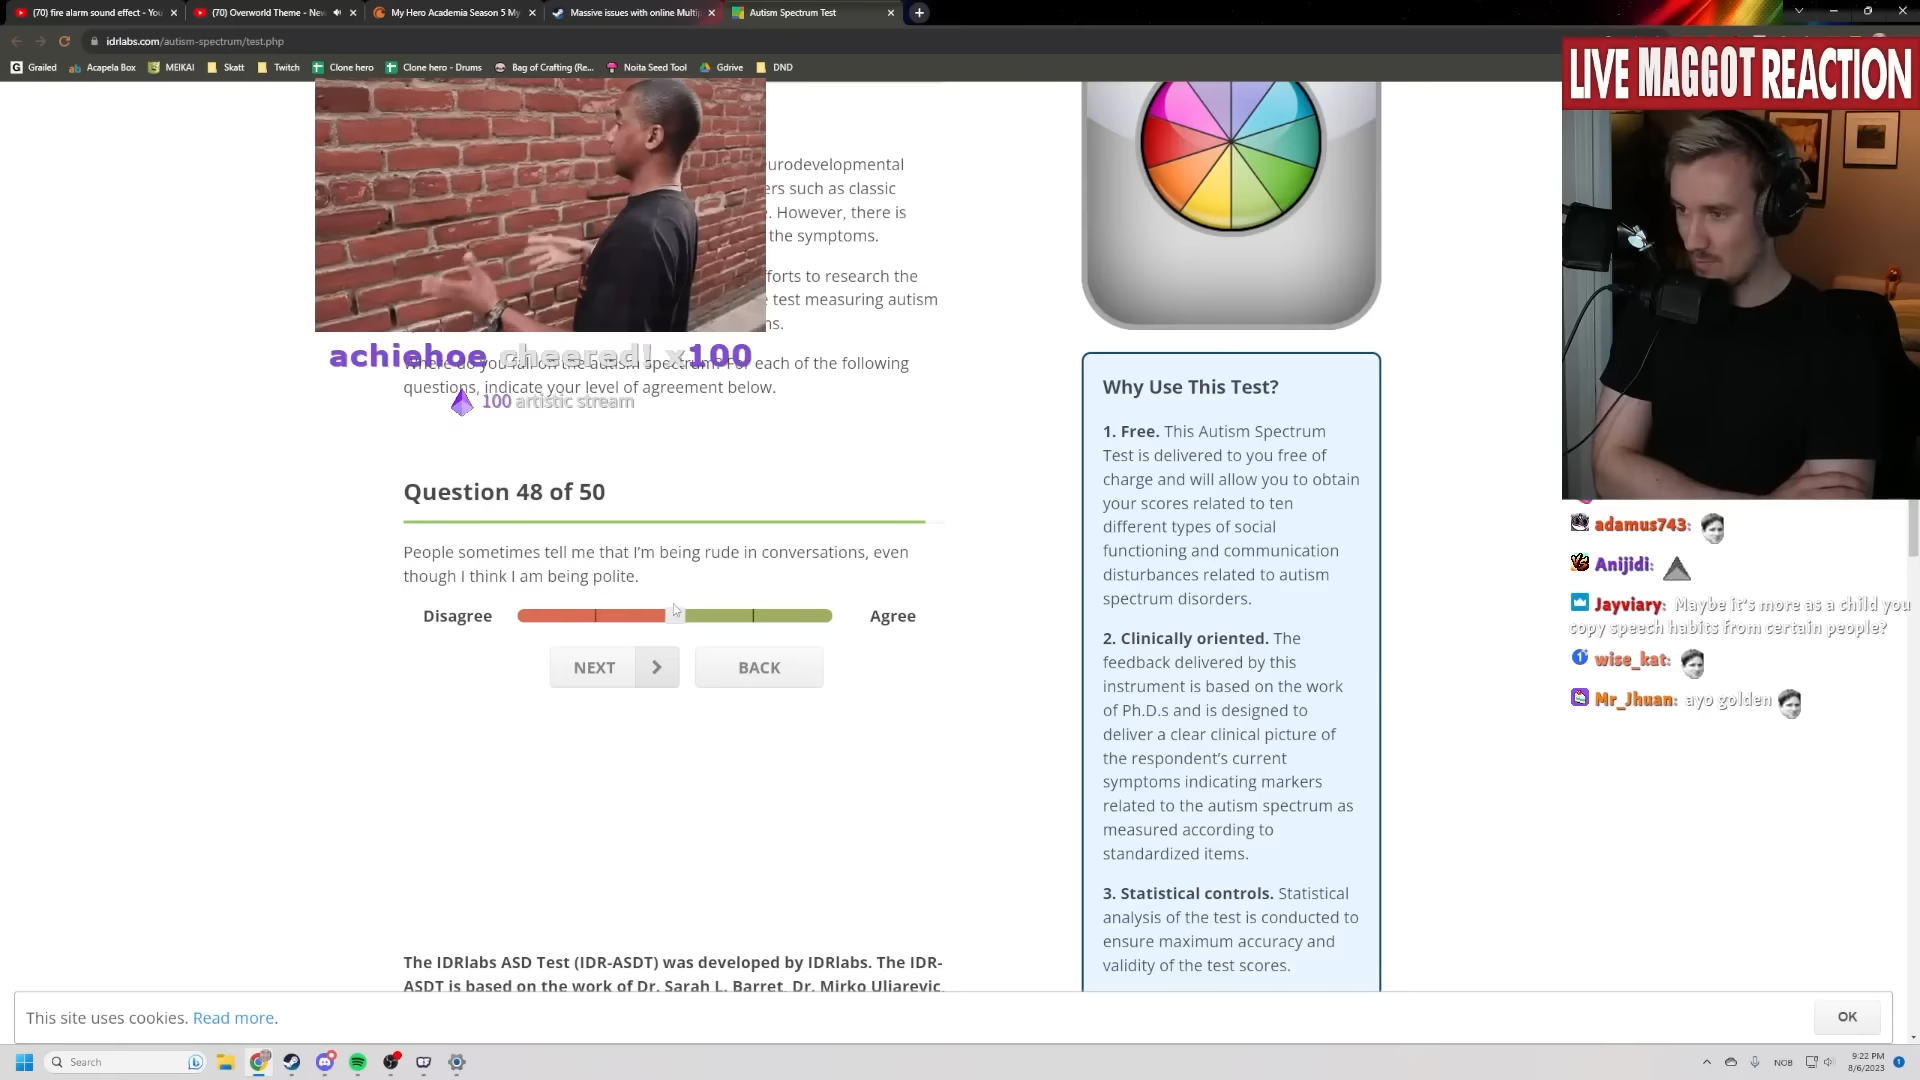 (70) fire alarm sound effect - You
(70) Overworld Theme - New
My Hero Academia Season 5 My
Massive issues with online Multip
Autism Spectrum Test
idrlabs.com/autism-spectrum/test.php
Grailed
Acapela Box
MEIKAI
Skatt
Twitch
Clone hero
Clone hero - Drums
Bag of Crafting (Re...
Noita Seed Tool
Gdrive
DND
LIVE MAGGOT REACTION
urodevelopmental
ers such as classic
. However, there is
the symptoms.
forts to research the
test measuring autism
ns.
achiehoe cheered! x100
Where do you fall on the autism spectrum? For each of the following
questions, indicate your level of agreement below.
100 artistic stream
Question 48 of 50
People sometimes tell me that I'm being rude in conversations, even
though I think I am being polite.
Disagree
Agree
NEXT
BACK
The IDRlabs ASD Test (IDR-ASDT) was developed by IDRlabs. The IDR-
ASDT is based on the work of Dr. Sarah L. Barret, Dr. Mirko Uljarevic,
Why Use This Test?
1. Free. This Autism Spectrum
Test is delivered to you free of
charge and will allow you to obtain
your scores related to ten
different types of social
functioning and communication
disturbances related to autism
spectrum disorders.
2. Clinically oriented. The
feedback delivered by this
instrument is based on the work
of Ph.D.s and is designed to
deliver a clear clinical picture of
the respondent's current
symptoms indicating markers
related to the autism spectrum as
measured according to
standardized items.
3. Statistical controls. Statistical
analysis of the test is conducted to
ensure maximum accuracy and
validity of the test scores.
adamus743:
Anijidi:
Jayviary: Maybe it's more as a child you
copy speech habits from certain people?
wise_kat:
Mr_Jhuan: ayo golden
This site uses cookies. Read more.
OK
Search
NOB
9:22 PM
8/6/2023
1